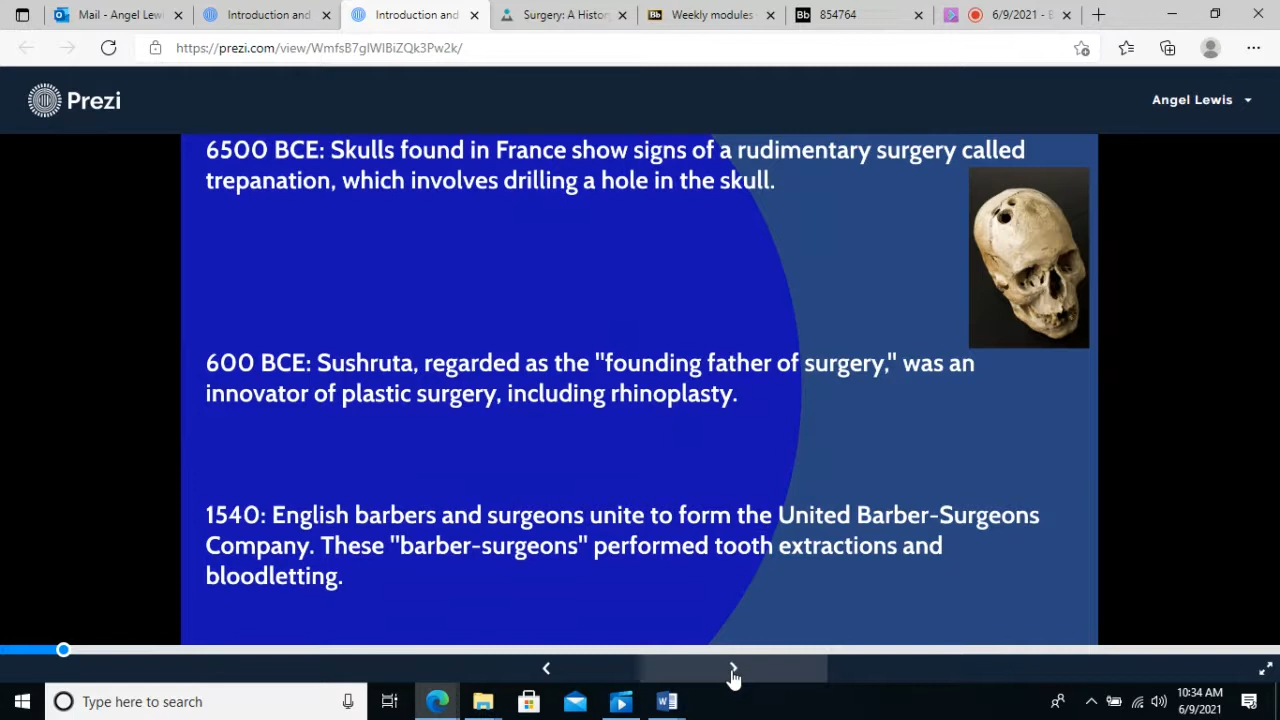 Mail - Angel Lewi
Introduction and
Introduction and
Surgery: A Histor
Weekly modules
854764
6/9/2021 - E
https://prezi.com/view/WmfsB7glWlBiZQk3Pw2k/
Prezi
Angel Lewis
6500 BCE: Skulls found in France show signs of a rudimentary surgery called
trepanation, which involves drilling a hole in the skull.
600 BCE: Sushruta, regarded as the "founding father of surgery," was an
innovator of plastic surgery, including rhinoplasty.
1540: English barbers and surgeons unite to form the United Barber-Surgeons
Company. These "barber-surgeons" performed tooth extractions and
bloodletting.
Type here to search
10:34 AM
6/9/2021